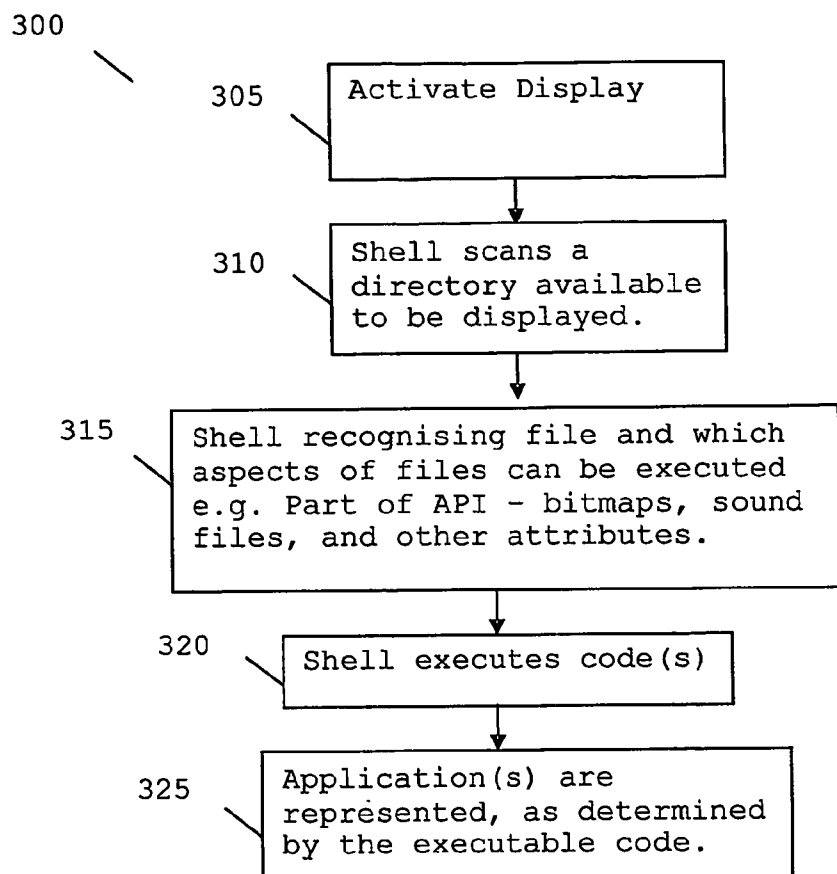 300
305
Activate Display
310
Shell scans a
directory available
to be displayed.
315
Shell recognising file and which
aspects of files can be executed
e.g. Part of API - bitmaps, sound
files, and other attributes.
320
Shell executes code(s)
325
Application(s) are
represented, as determined
by the executable code.